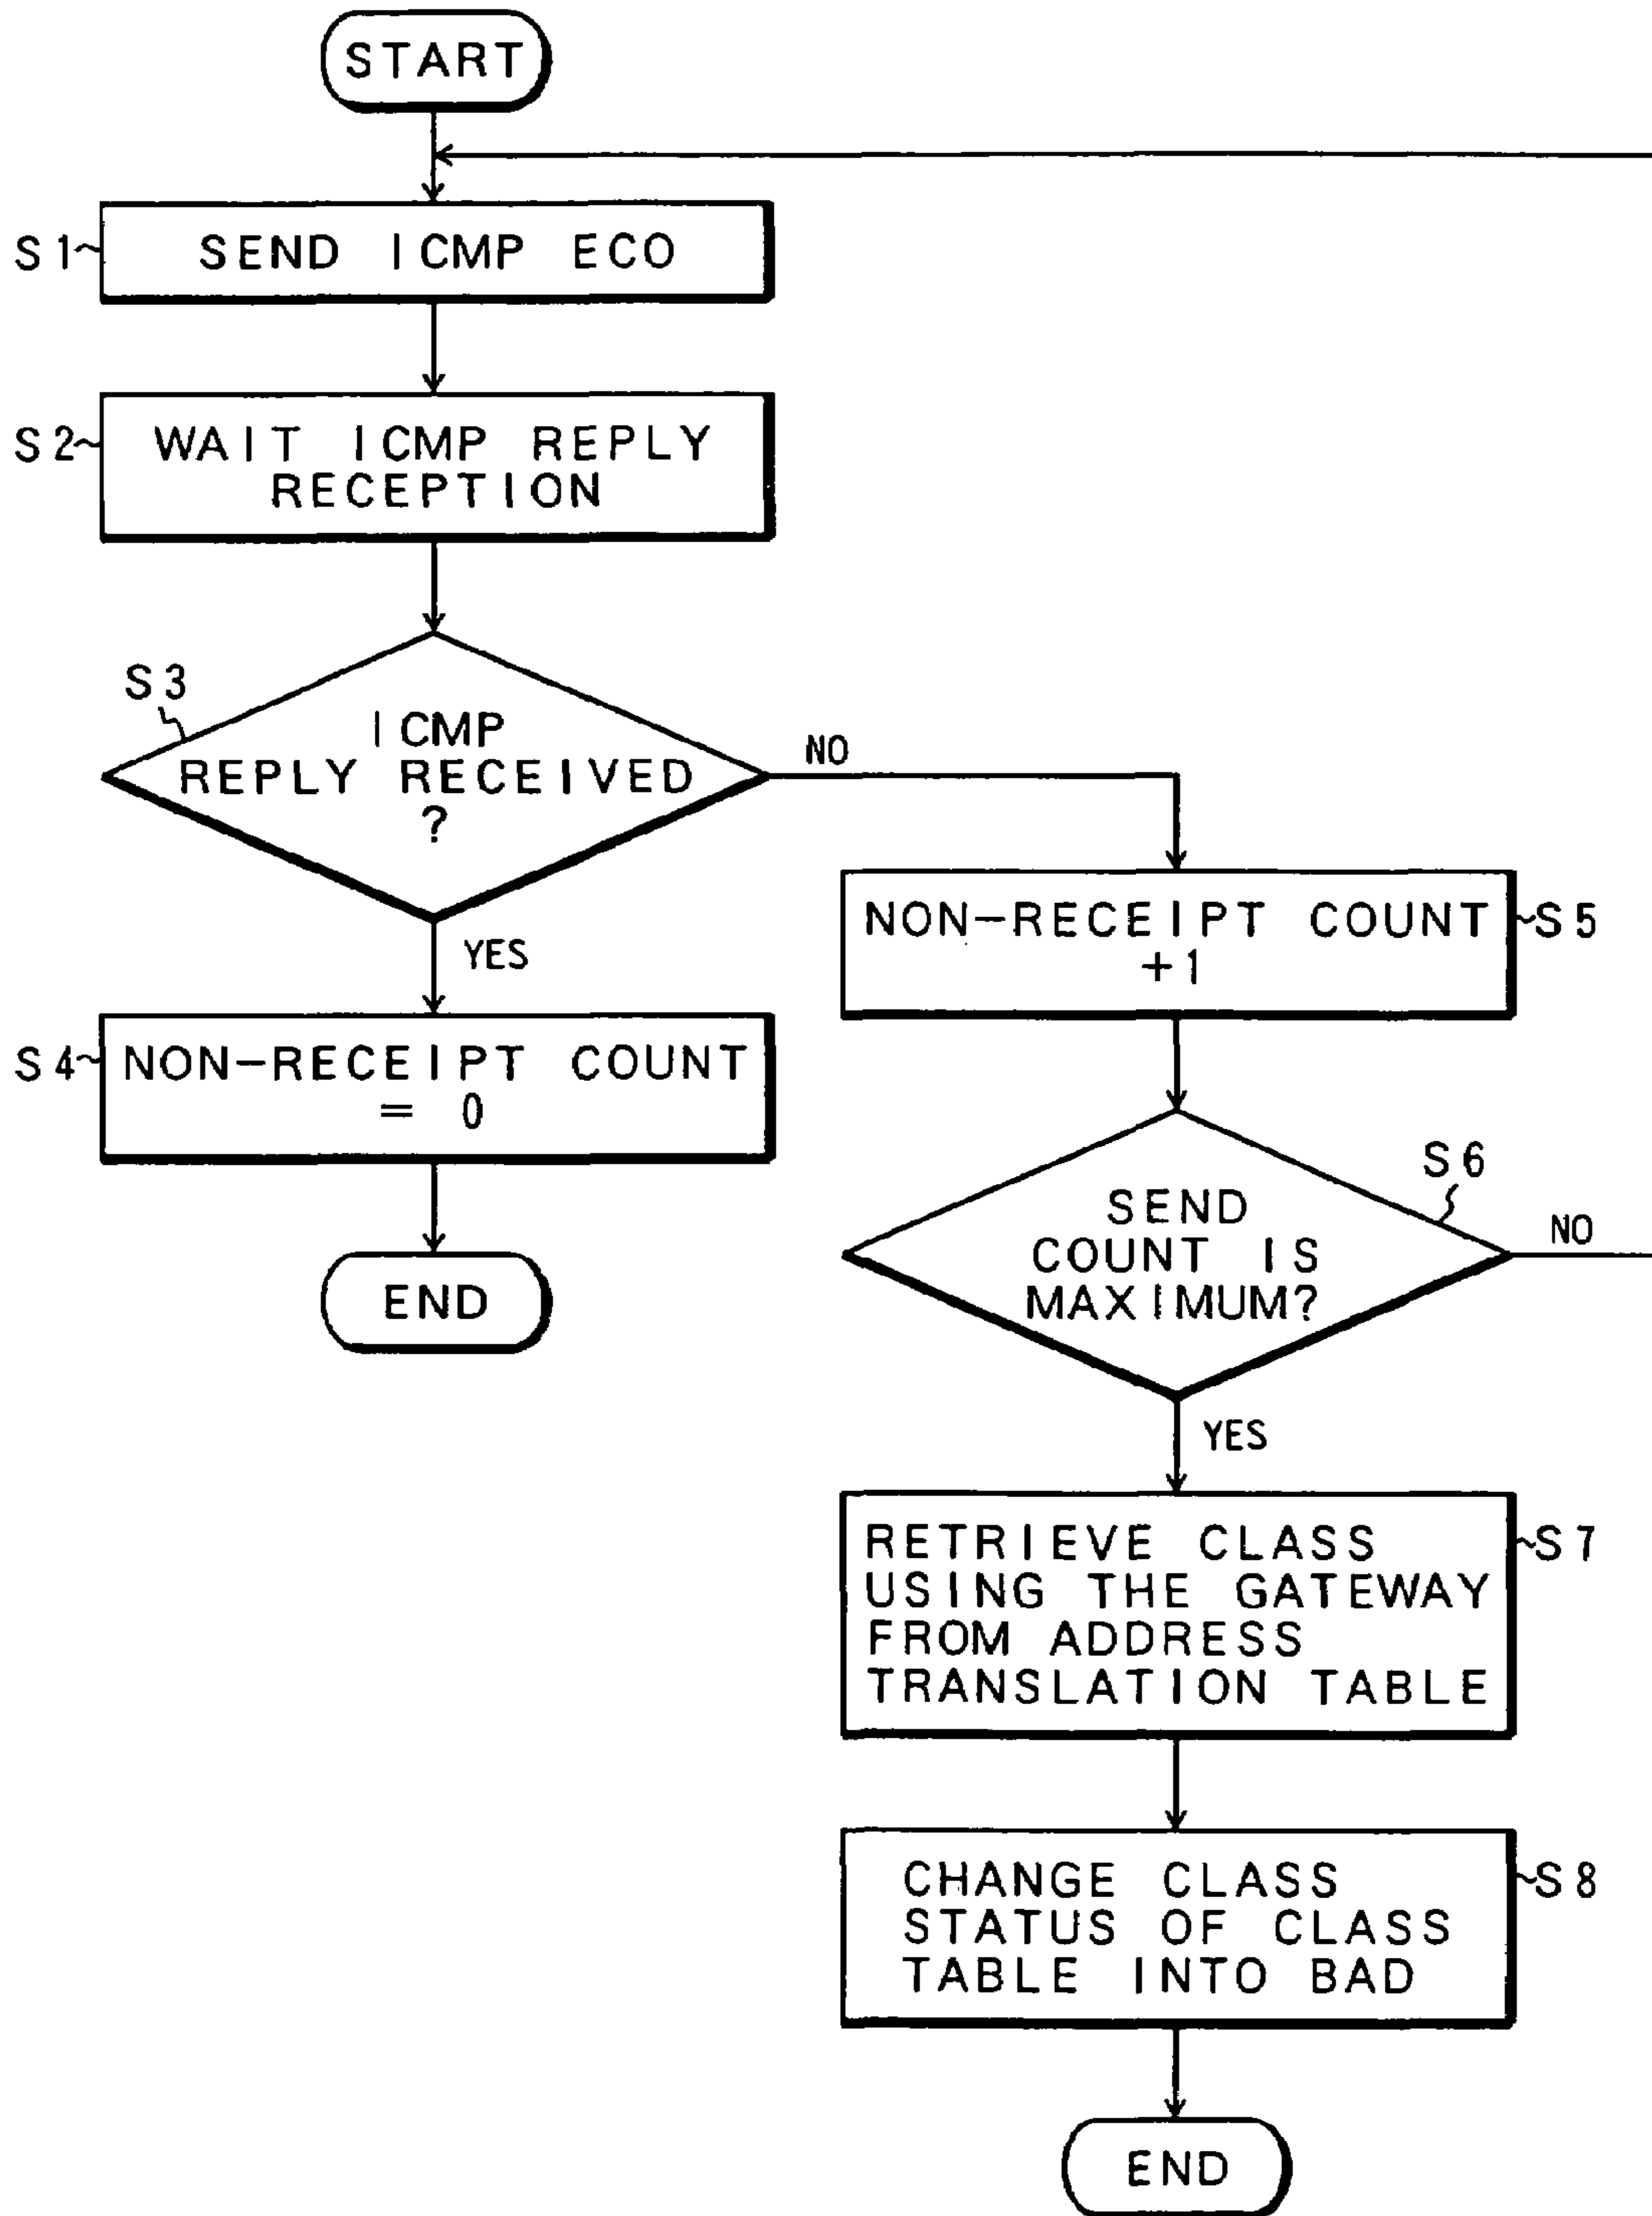 START
S1
SEND ICMP ECO
S2
WAIT ICMP REPLY
RECEPTION
S3
ICMP
REPLY RECEIVED
?
NO
YES
S4
NON-RECEIPT COUNT
= 0
END
NON-RECEIPT COUNT
+1
S5
S6
SEND
COUNT IS
MAXIMUM?
NO
YES
RETRIEVE CLASS
USING THE GATEWAY
FROM ADDRESS
TRANSLATION TABLE
S7
CHANGE CLASS
STATUS OF CLASS
TABLE INTO BAD
S8
END